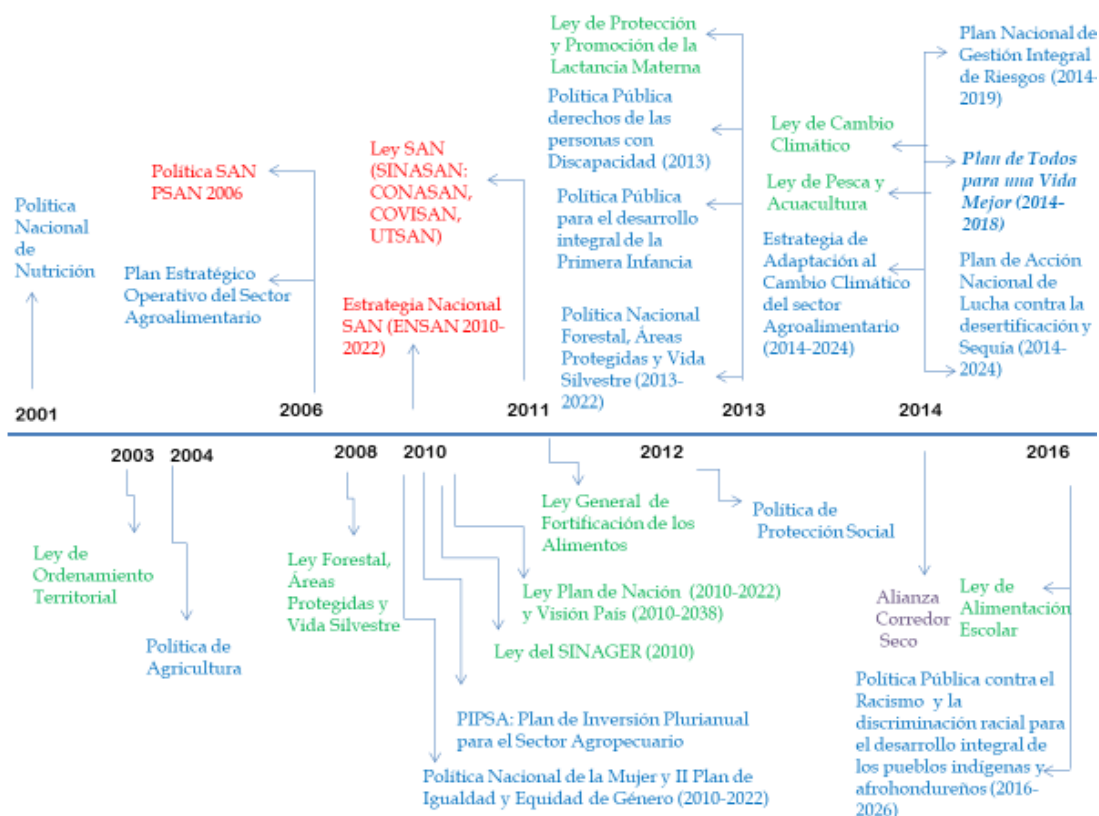 Ley de Protección
y Promoción de la
Lactancia Materna
Política Pública
derechos de las
personas con
Discapacidad (2013)
Política Pública
para el desarrollo
integral de la
Primera Infancia
Política Nacional
Forestal, Áreas
Protegidas y Vida
Silvestre (2013-
2022)
Plan Nacional de
Gestión Integral
de Riesgos (2014-
2019)
Ley de Cambio
Climático
Ley de Pesca y
Acuacultura
Estrategia de
Adaptación al
Cambio Climático
del sector
Agroalimentario
(2014-2024)
Plan de Todos
para una Vida
Mejor (2014-
2018)
Plan de Acción
Nacional de
Lucha contra la
desertificación y
Sequía (2014-
2024)
Política
Nacional
de
Nutrición
Política SAN
PSAN 2006
Plan Estratégico
Operativo del Sector
Agroalimentario
Ley SAN
(SINASAN:
CONASAN,
COVISAN,
UTSAN)
Estrategia Nacional
SAN (ENSAN 2010-
2022)
2001
2006
2011
2013
2014
2003
2004
2008
2010
2012
2016
Ley de
Ordenamiento
Territorial
Política de
Agricultura
Ley Forestal,
Áreas
Protegidas y
Vida Silvestre
Ley General de
Fortificación de los
Alimentos
Política de
Protección Social
Ley Plan de Nación (2010-2022)
y Visión País (2010-2038)
Ley del SINAGER (2010)
PIPSA: Plan de Inversión Plurianual
para el Sector Agropecuario
Política Nacional de la Mujer y II Plan de
Igualdad y Equidad de Género (2010-2022)
Alianza
Corredor
Seco
Ley de
Alimentación
Escolar
Política Pública contra el
Racismo y la
discriminación racial para
el desarrollo integral de
los pueblos indígenas y
afrohondureños (2016-
2026)